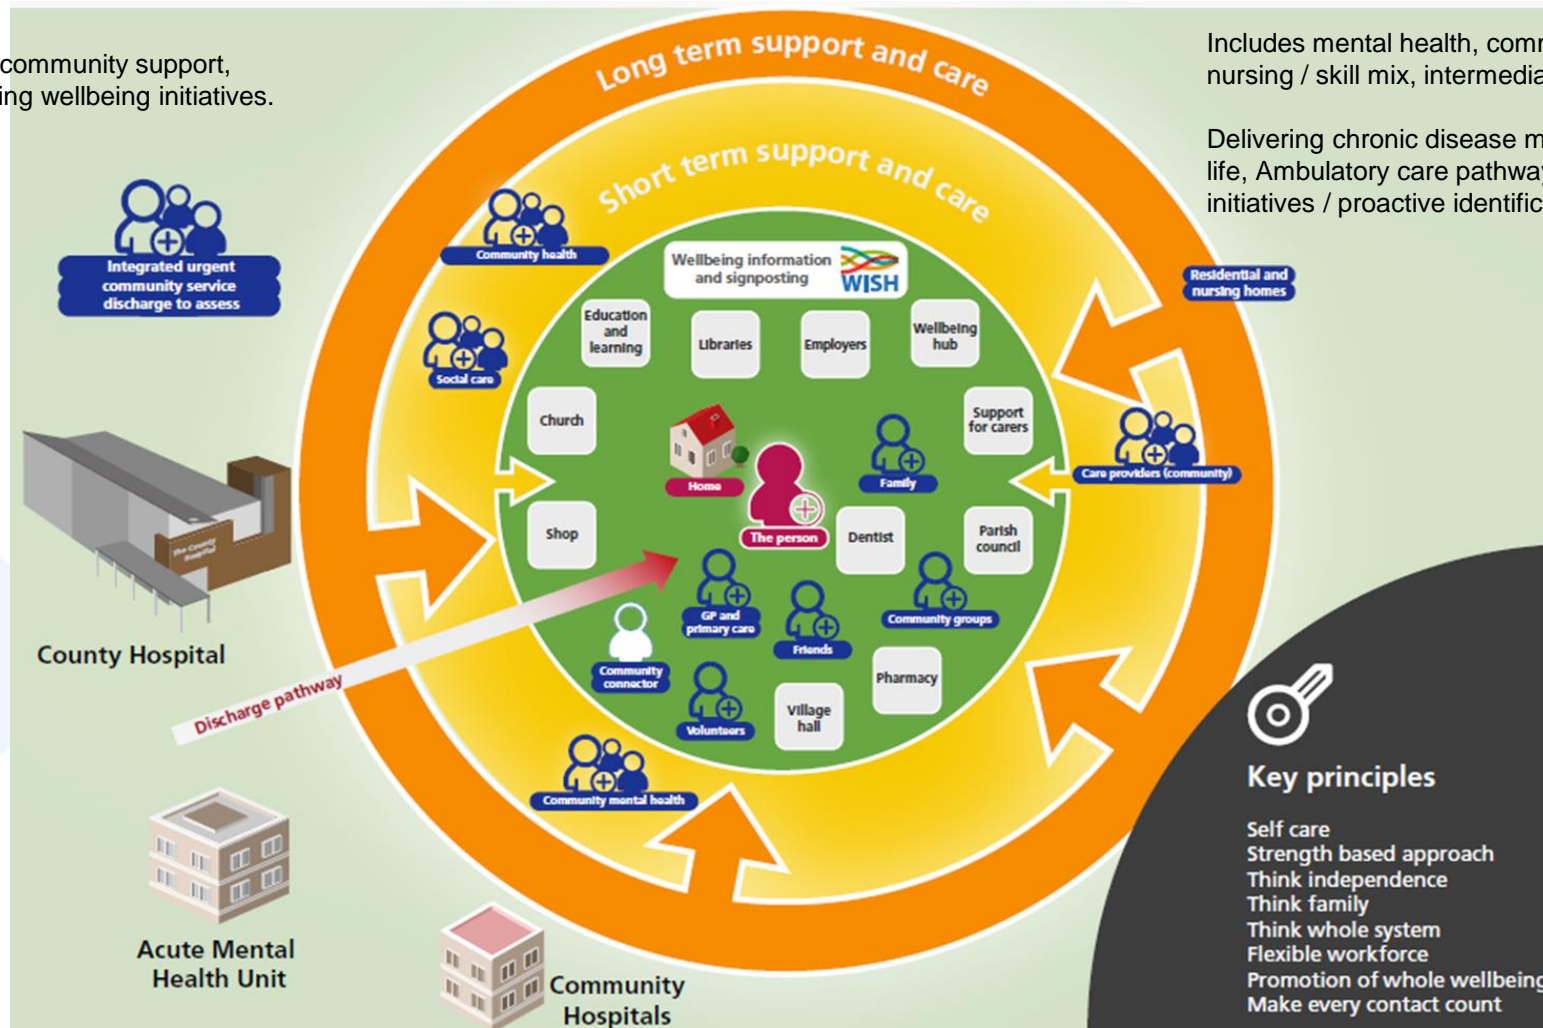 community support,
wellbeing initiatives.
Includes mental health,
nursing / skill mix,
Delivering chronic disease
life, Ambulatory care
initiatives / proactive
Long term support and care
Short term support and care
Integrated urgent
community service
discharge to assess
Community health
Social care
Wellbeing information
and signposting
WISH
Education
and
learning
Libraries
Employers
Wellbeing
hub
Residential and
nursing homes
Church
Support
for carers
Home
Family
Care providers (community)
Shop
The person
Dentist
Parish
council
The County
Hospital
County Hospital
GP and
primary care
Community groups
Friends
Community
connector
Pharmacy
Volunteers
Village
hall
Discharge pathway
Community mental health
Acute Mental
Health Unit
Community
Hospitals
Key principles
Self care
Strength based approach
Think independence
Think family
Think whole system
Flexible workforce
Promotion of whole wellbeing
Make every contact count